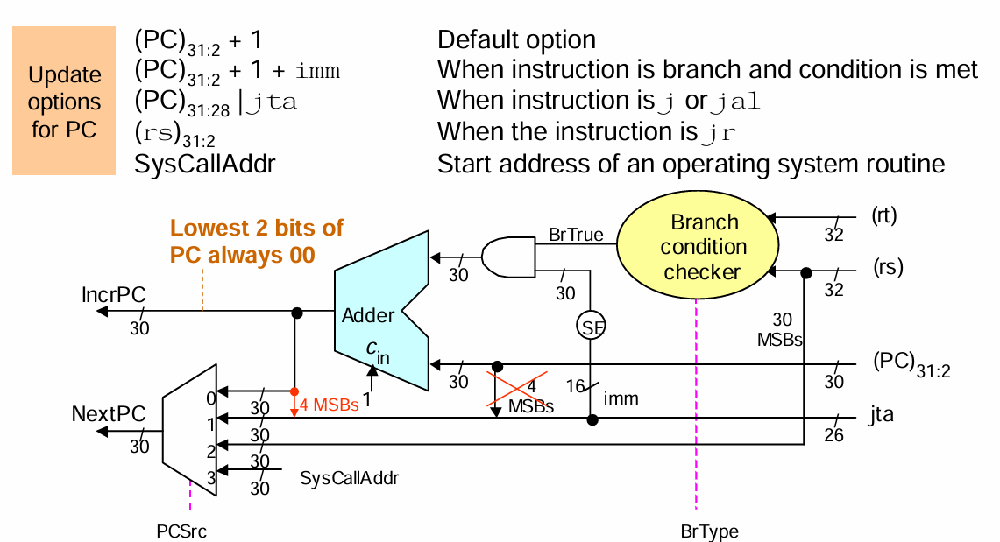 Update
options
for PC
(PC)31:2 + 1 Default option
(PC)31:2 + 1 + imm When instruction is branch and condition is met
(PC)31:28 | jta When instruction is j or jal
(rs)31:2 When the instruction is jr
SysCallAddr Start address of an operating system routine
Lowest 2 bits of
PC always 00
IncrPC
30
Adder
cin
1
30
BrTrue
30
SE
Branch
condition
checker
(rt)
32
(rs)
32
30
MSBs
(PC)31:2
30
30
4
MSBs
16
imm
jta
26
4 MSBs
NextPC
30
0
30
1
30
2
30
3
30
SysCallAddr
PCSrc
BrType